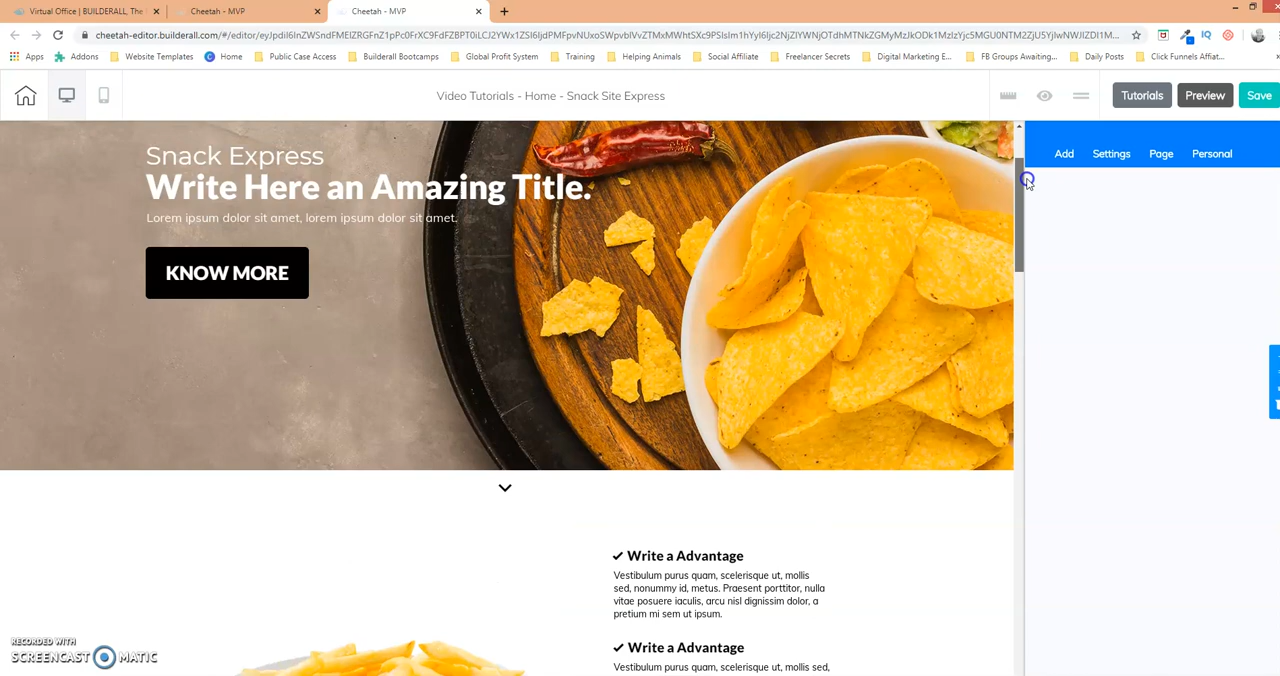 Virtual Office | BUILDERALL, The
Cheetah - MVP
Cheetah - MVP
Apps
Addons
Website Templates
Home
Public Case Access
Builderall Bootcamps
Global Profit System
Training
Helping Animals
Social Affiliate
Freelancer Secrets
Digital Marketing E...
FB Groups Awaiting...
Daily Posts
Click Funnels Affiat...
Video Tutorials - Home - Snack Site Express
Tutorials
Preview
Save
Add
Settings
Page
Personal
Snack Express
Write Here an Amazing Title.
Lorem ipsum dolor sit amet, lorem ipsum dolor sit amet.
KNOW MORE
Write a Advantage
Vestibulum purus quam, scelerisque ut, mollis
sed, nonummy id, metus. Praesent porttitor, nulla
vitae posuere iaculis, arcu nisl dignissim dolor, a
pretium mi sem ut ipsum.
Write a Advantage
Vestibulum purus quam, scelerisque ut, mollis sed,
RECORDED WITH
SCREENCAST MATIC